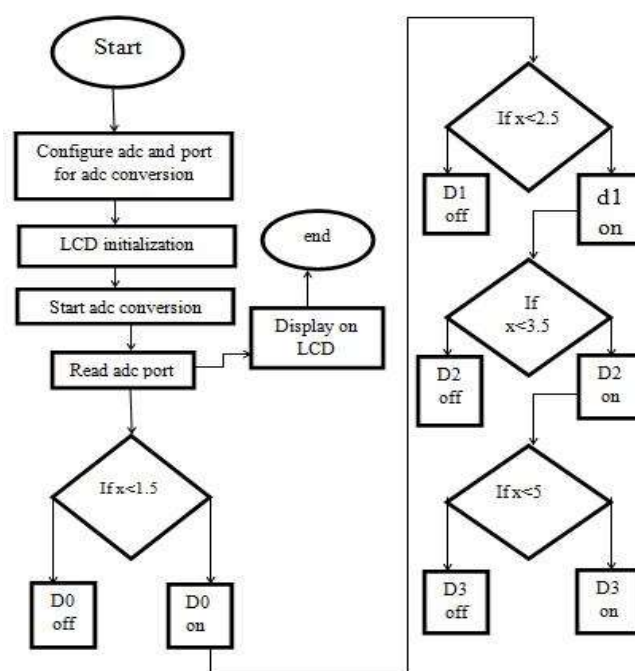 Start
Configure adc and port
for adc conversion
LCD initialization
Start adc conversion
Read adc port
end
Display on
LCD
If x<1.5
D0
off
D0
on
If x<2.5
D1
off
d1
on
If
x<3.5
D2
off
D2
on
If x<5
D3
off
D3
on